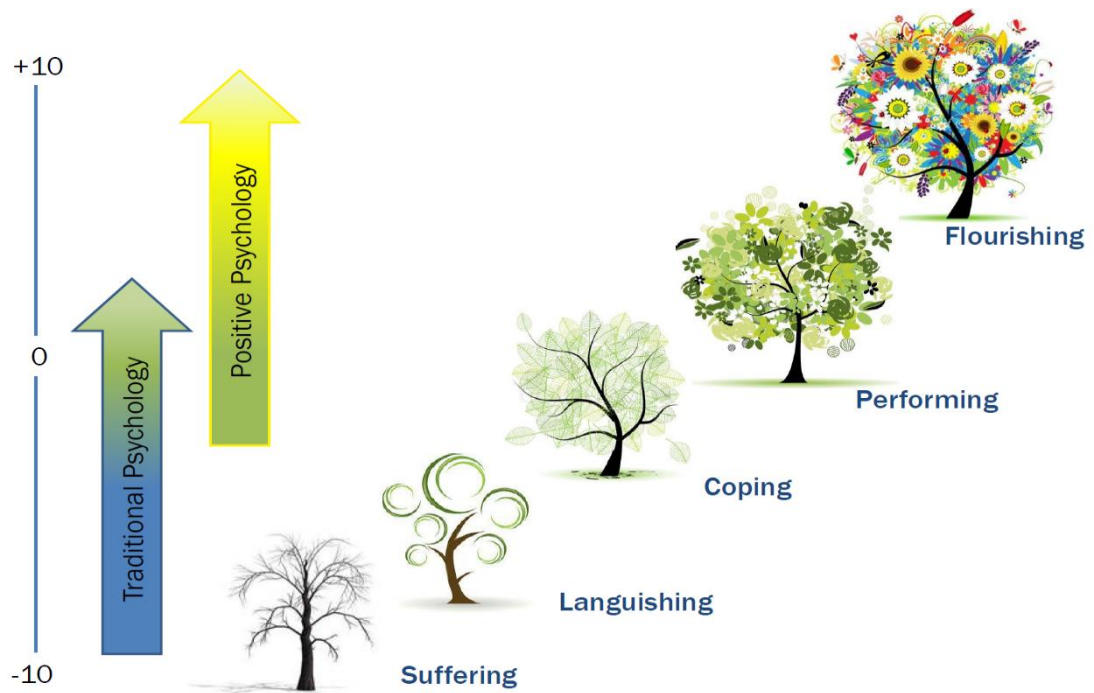 +10
0
-10
Traditional Psychology
Positive Psychology
Flourishing
Performing
Coping
Languishing
Suffering